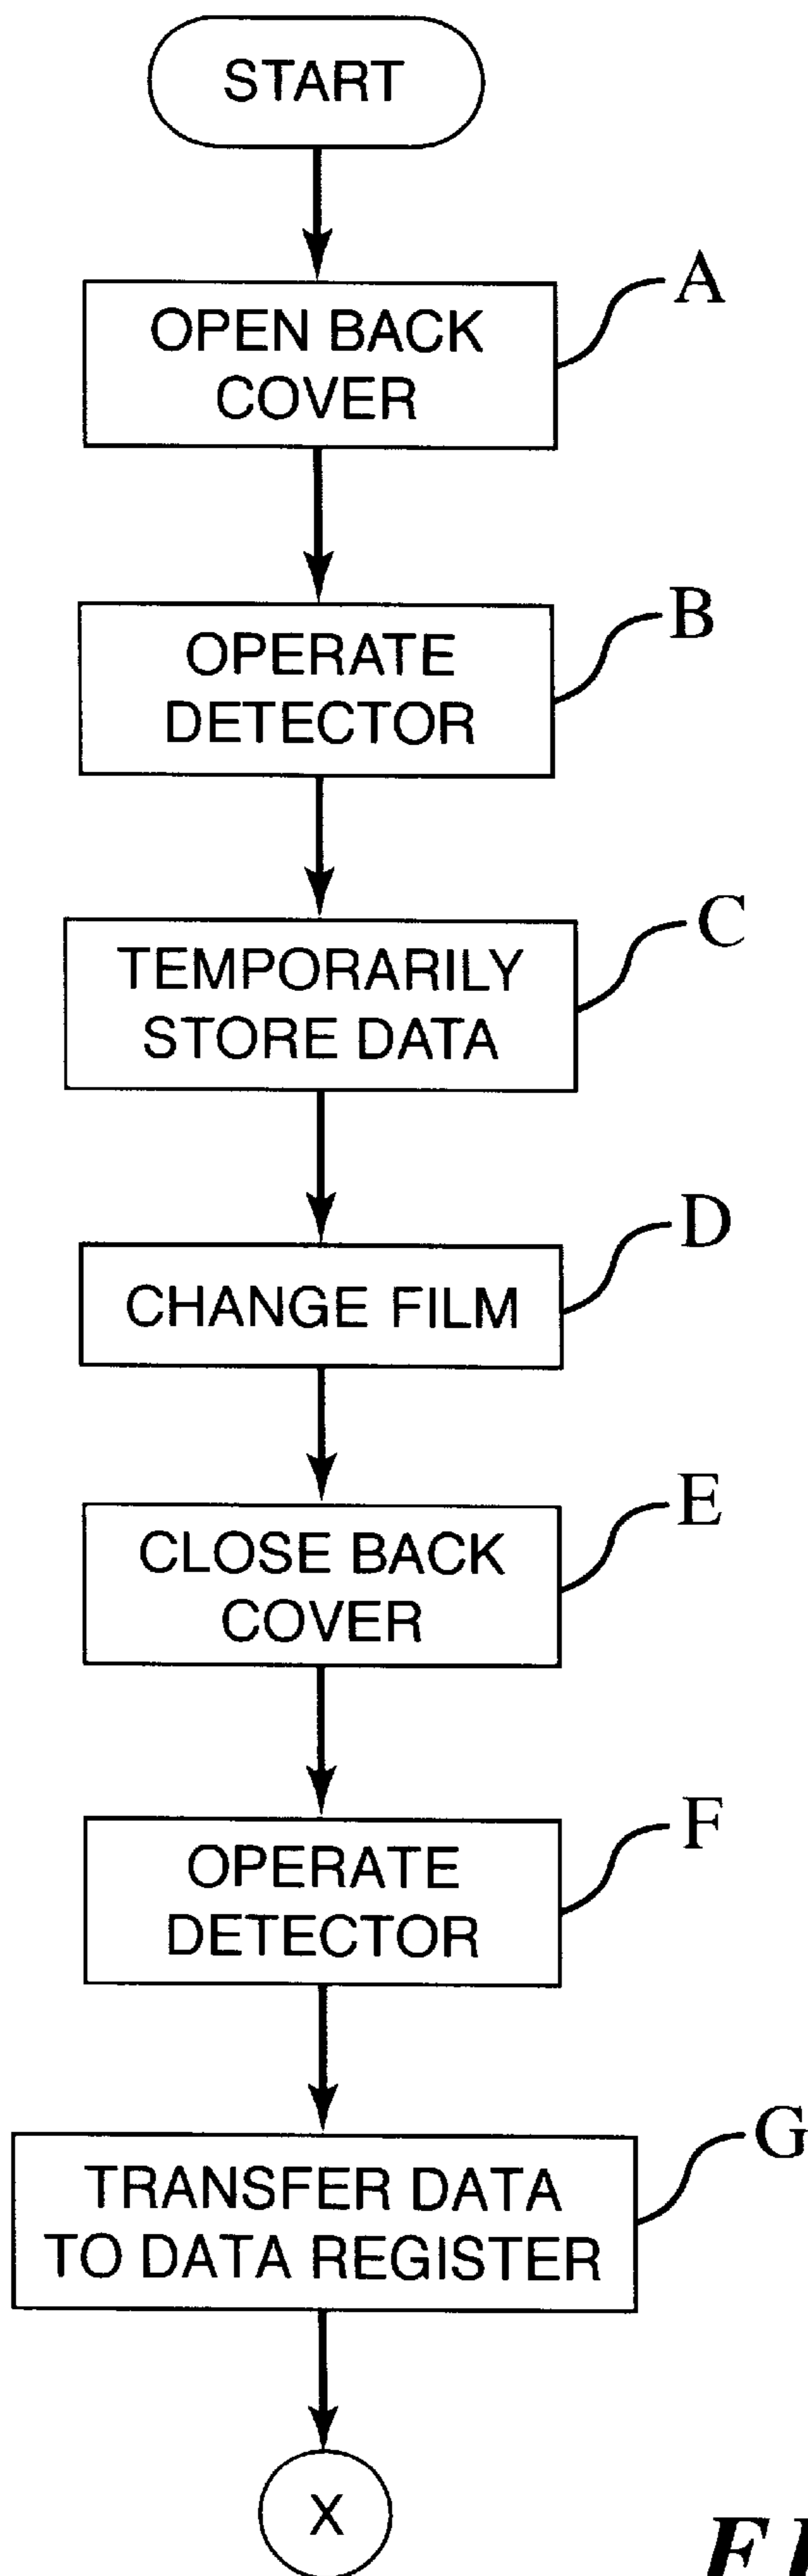 START
OPEN BACK
COVER
A
OPERATE
DETECTOR
B
TEMPORARILY
STORE DATA
C
CHANGE FILM
D
CLOSE BACK
COVER
E
OPERATE
DETECTOR
F
TRANSFER DATA
TO DATA REGISTER
G
X